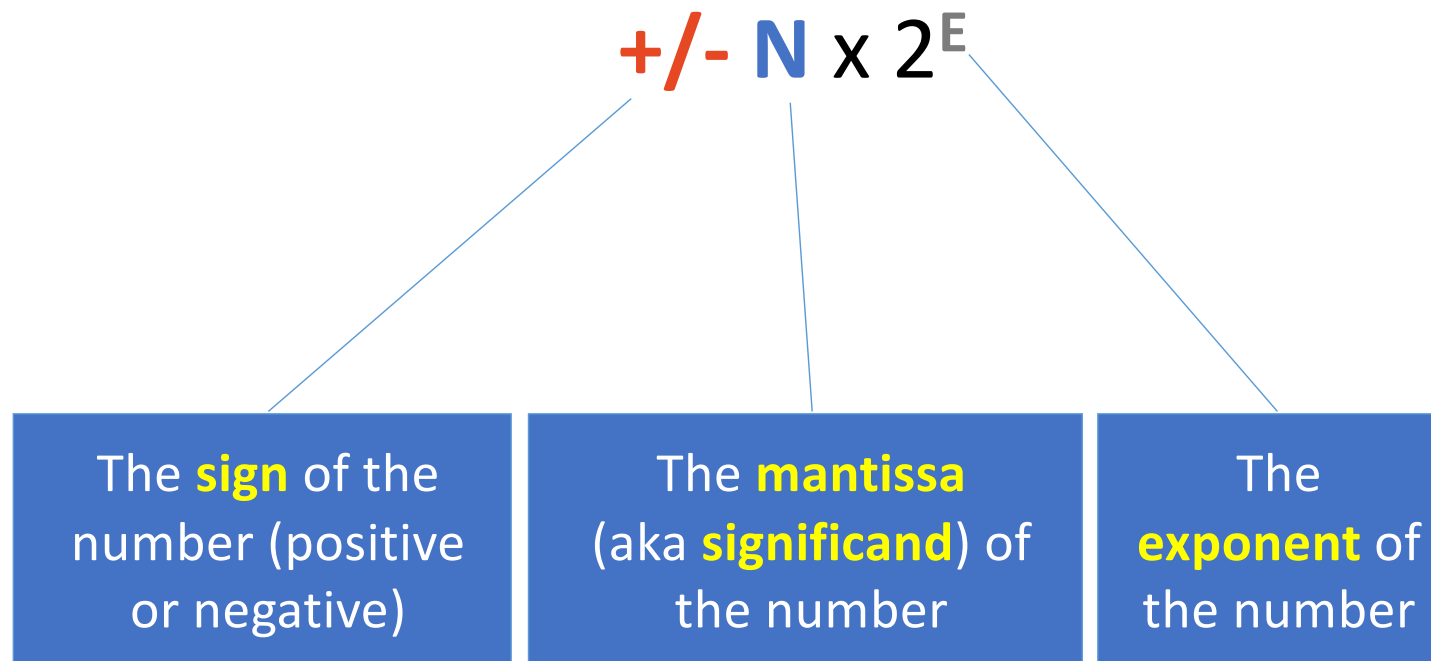 +/- N x 2^E
The sign of the
number (positive
or negative)
The mantissa
(aka significand) of
the number
The
exponent of
the number